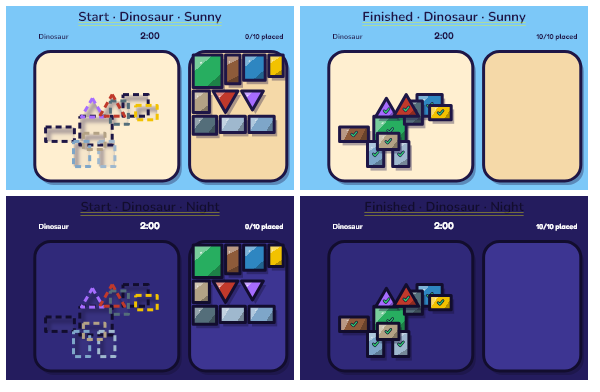 Start · Dinosaur · Sunny
Dinosaur 2:00 0/10 placed
Finished · Dinosaur · Sunny
Dinosaur 2:00 10/10 placed
Start · Dinosaur · Night
Dinosaur 2:00 0/10 placed
Finished · Dinosaur · Night
Dinosaur 2:00 10/10 placed